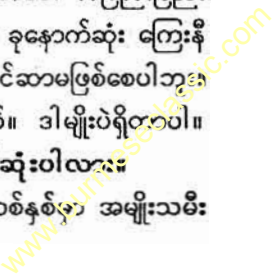 ခုနောက်ဆုံး ကြေးနီ
င်ဆာမဖြစ်စေပါဘူး။
။ ဒါမျိုးပဲရှိတာပါ။
ဆုံးပါလား။
စ်နှစ်မှာ အမျိုးသမီး
www.burmeseclassic.com